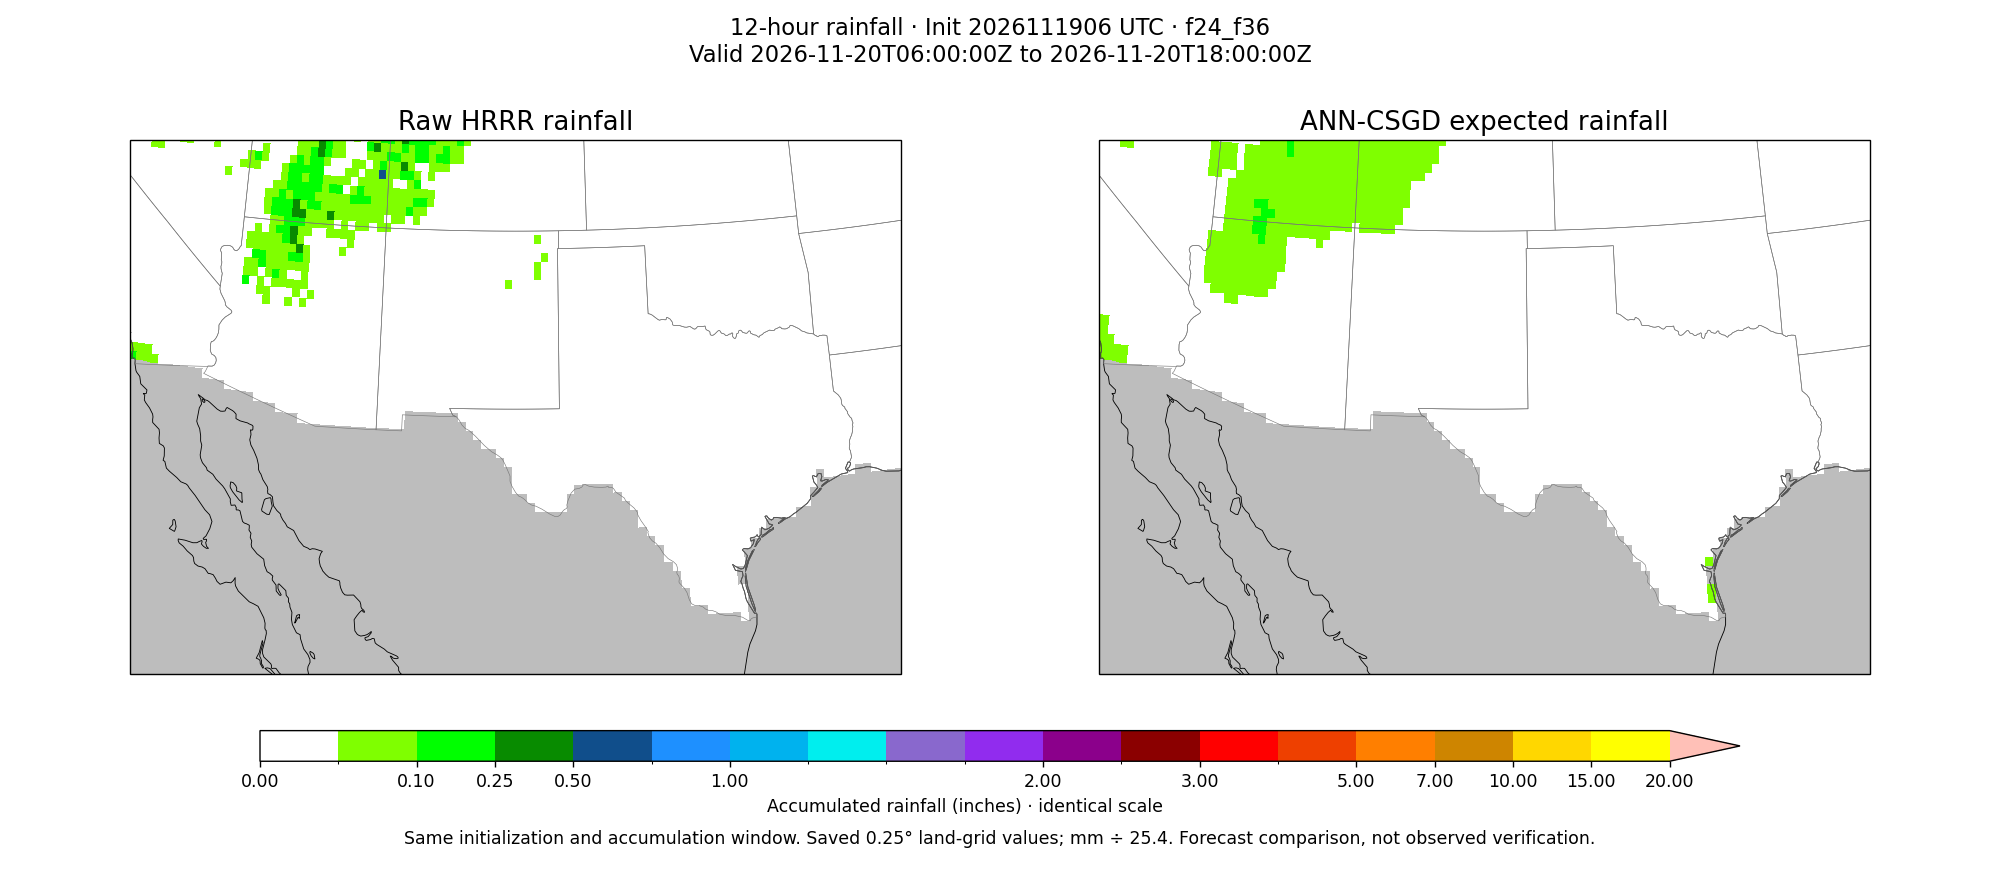 12-hour rainfall · Init 2026111906 UTC · f24_f36
Valid 2026-11-20T06:00:00Z to 2026-11-20T18:00:00Z
Raw HRRR rainfall
ANN-CSGD expected rainfall
0.00 0.10 0.25 0.50 1.00 2.00 3.00 5.00 7.00 10.00 15.00 20.00
Accumulated rainfall (inches) · identical scale
Same initialization and accumulation window. Saved 0.25° land-grid values; mm ÷ 25.4. Forecast comparison, not observed verification.